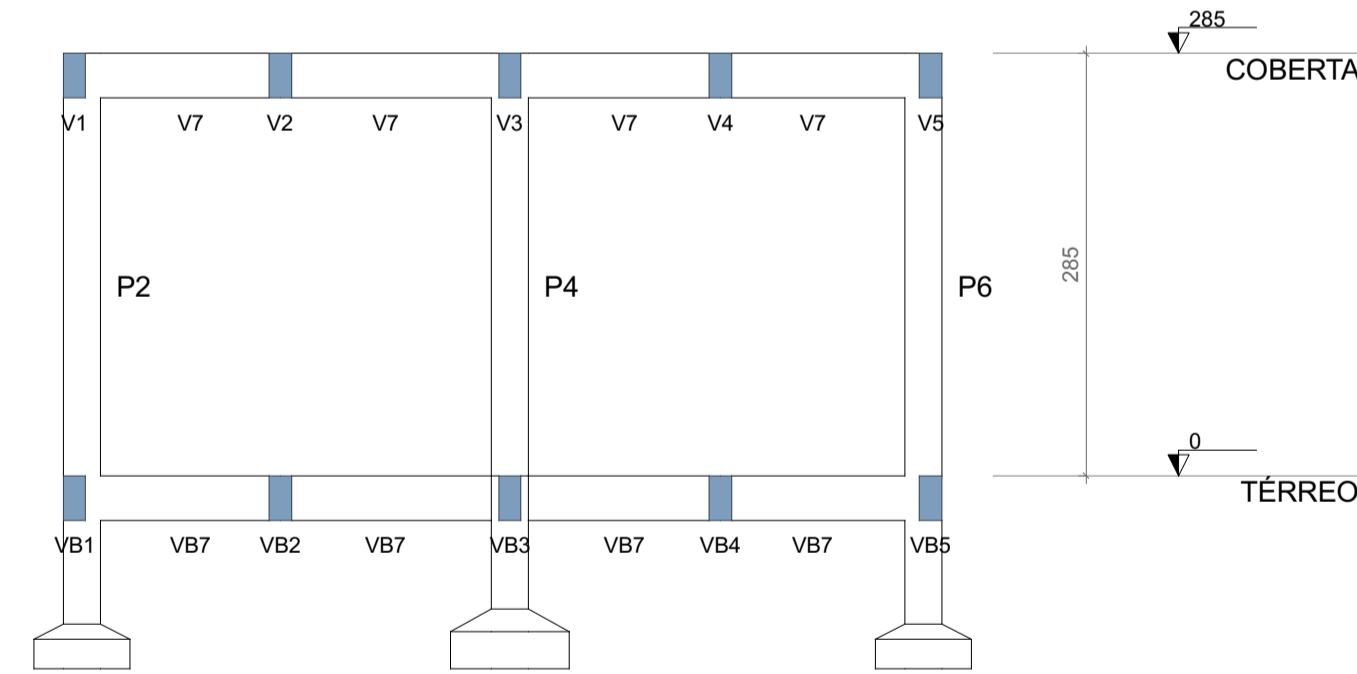 285
COBERTA
V1 V7 V2 V7 V3 V7 V4 V7 V5
285
P2 P4 P6
0
TÉRREO
VB1 VB7 VB2 VB7 VB3 VB7 VB4 VB7 VB5